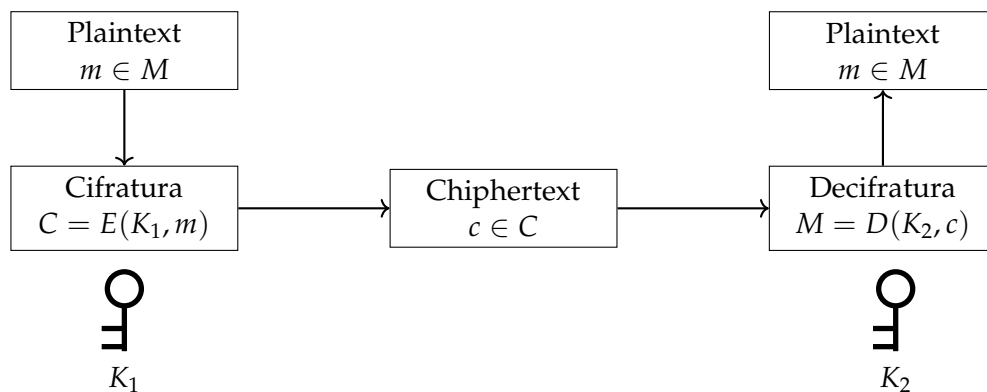 Plaintext
m ∈ M
Plaintext
m ∈ M
Cifratura
C = E(K₁, m)
Chiphertext
c ∈ C
Decifratura
M = D(K₂, c)
K₁
K₂